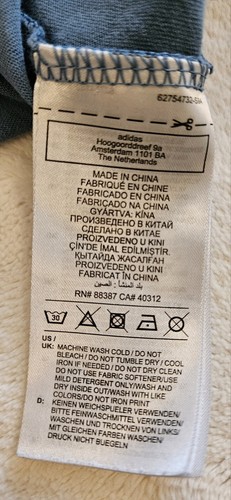 adidas
Hoogoorddreef 9a
Amsterdam 1101 BA
The Netherlands
MADE IN CHINA
FABRIQUÉ EN CHINE
FABRICADO EN CHINA
FABRICADO NA CHINA
GYÁRTVA: KÍNA
ПРОИЗВЕДЕНО В КИТАЙ
СДЕЛАНО В КИТАЕ
PROIZVEDENO U KINI
ÇİN'DE İMAL EDİLMİŞTİR.
ҚЫТАЙДА ЖАСАЛҒАН
PROIZVEDENO U KINI
FABRICAT ÎN CHINA
بلد المنشأ : الصين
RN# 88387 CA# 40312
30
US /
UK: MACHINE WASH COLD / DO NOT
BLEACH / DO NOT TUMBLE DRY / COOL
IRON IF NEEDED / DO NOT DRY CLEAN
DO NOT USE FABRIC SOFTENER/USE
MILD DETERGENT ONLY/WASH AND
DRY INSIDE OUT/WASH WITH LIKE
COLORS/DO NOT IRON PRINT
D: KEINEN WEICHSPUELER VERWENDEN/
BITTE FEINWASCHMITTEL VERWENDEN/
WASCHEN UND TROCKNEN VON LINKS/
MIT GLEICHEN FARBEN WASCHEN/
DRUCK NICHT BUEGELN